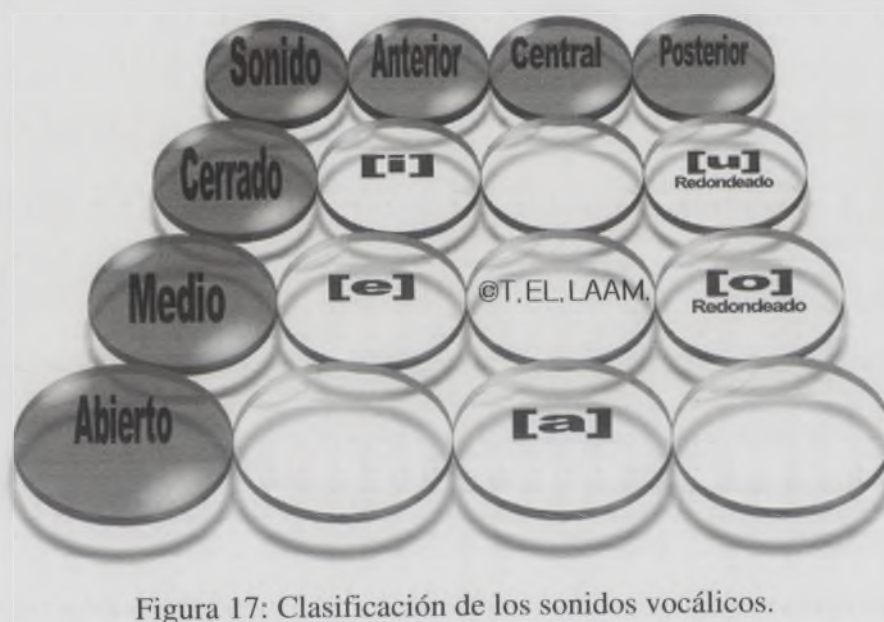 Sonido Anterior Central Posterior
Cerrado [i] [u]
Redondeado
Medio [e] ©T.EL.LAAM. [o]
Redondeado
Abierto [a]
Figura 17: Clasificación de los sonidos vocálicos.